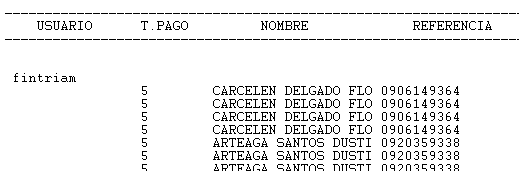 USUARIO T.PAGO NOMBRE REFERENCIA
fintriam
5 CARCELEN DELGADO FLO 0906149364
5 CARCELEN DELGADO FLO 0906149364
5 CARCELEN DELGADO FLO 0906149364
5 CARCELEN DELGADO FLO 0906149364
5 ARTEAGA SANTOS DUSTI 0920359338
5 ARTEAGA SANTOS DUSTI 0920359338
5 ARTEAGA SANTOS DUSTI 0920359338